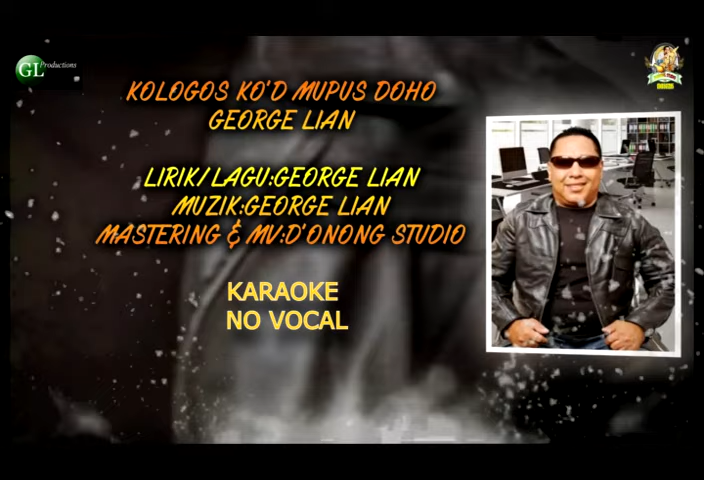 GL Productions
KOLOGOS KO'D MUPUS DOHO
GEORGE LIAN
LIRIK/LAGU:GEORGE LIAN
MUZIK:GEORGE LIAN
MASTERING & MV:D'ONONG STUDIO
KARAOKE
NO VOCAL